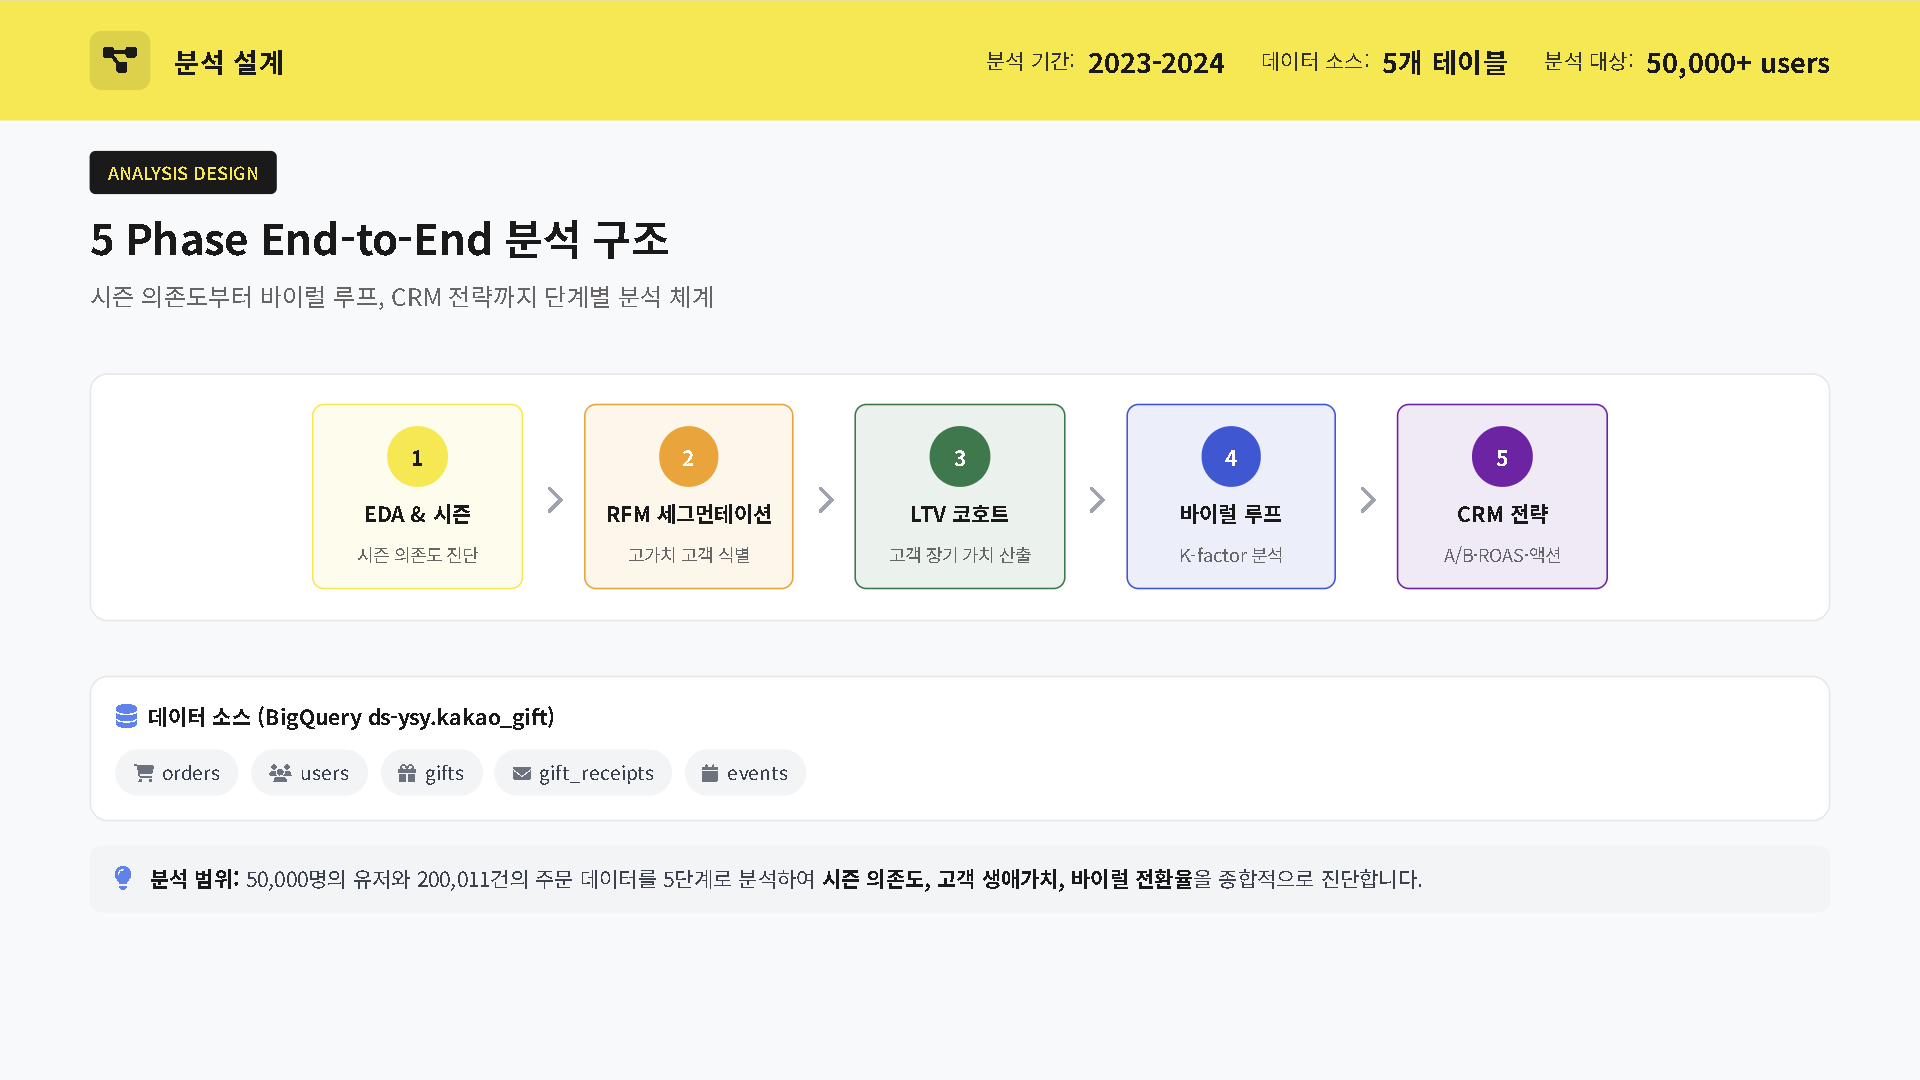 분석 설계
분석 기간: 2023-2024 데이터 소스: 5개 테이블 분석 대상: 50,000+ users
ANALYSIS DESIGN
5 Phase End-to-End 분석 구조
시즌 의존도부터 바이럴 루프, CRM 전략까지 단계별 분석 체계
1
EDA & 시즌
시즌 의존도 진단
2
RFM 세그먼테이션
고가치 고객 식별
3
LTV 코호트
고객 장기 가치 산출
4
바이럴 루프
K-factor 분석
5
CRM 전략
A/B·ROAS·액션
데이터 소스 (BigQuery ds-ysy.kakao_gift)
orders users gifts gift_receipts events
분석 범위: 50,000명의 유저와 200,011건의 주문 데이터를 5단계로 분석하여 시즌 의존도, 고객 생애가치, 바이럴 전환율을 종합적으로 진단합니다.